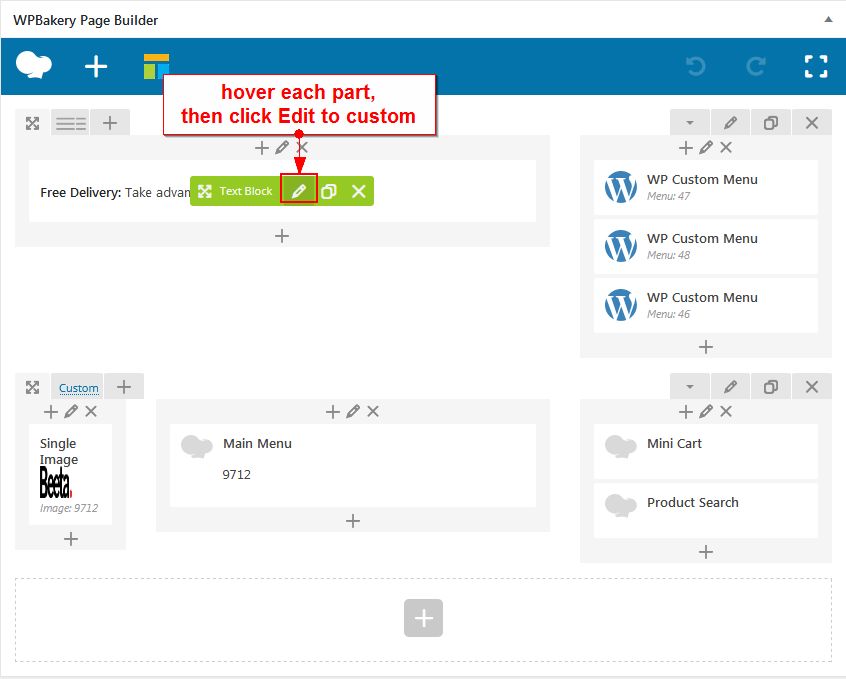 WPBakery Page Builder
hover each part,
then click Edit to custom
Free Delivery: Take advan
Text Block
WP Custom Menu
Menu: 47
WP Custom Menu
Menu: 48
WP Custom Menu
Menu: 46
Custom
Single
Image
Beeta.
Image: 9712
Main Menu
9712
Mini Cart
Product Search